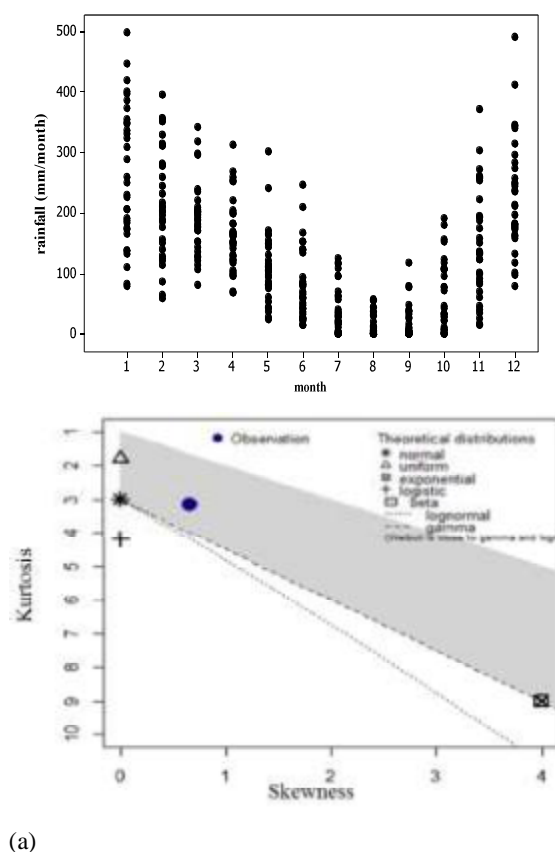 500
400
300
200
100
0
rainfall (mm/month)
1 2 3 4 5 6 7 8 9 10 11 12
month
Observation
Theoretical distributions
normal
uniform
exponential
logistic
beta
lognormal
gamma
Kurtosis
1
2
3
4
5
6
7
8
9
10
0 1 2 3 4
Skewness
(a)